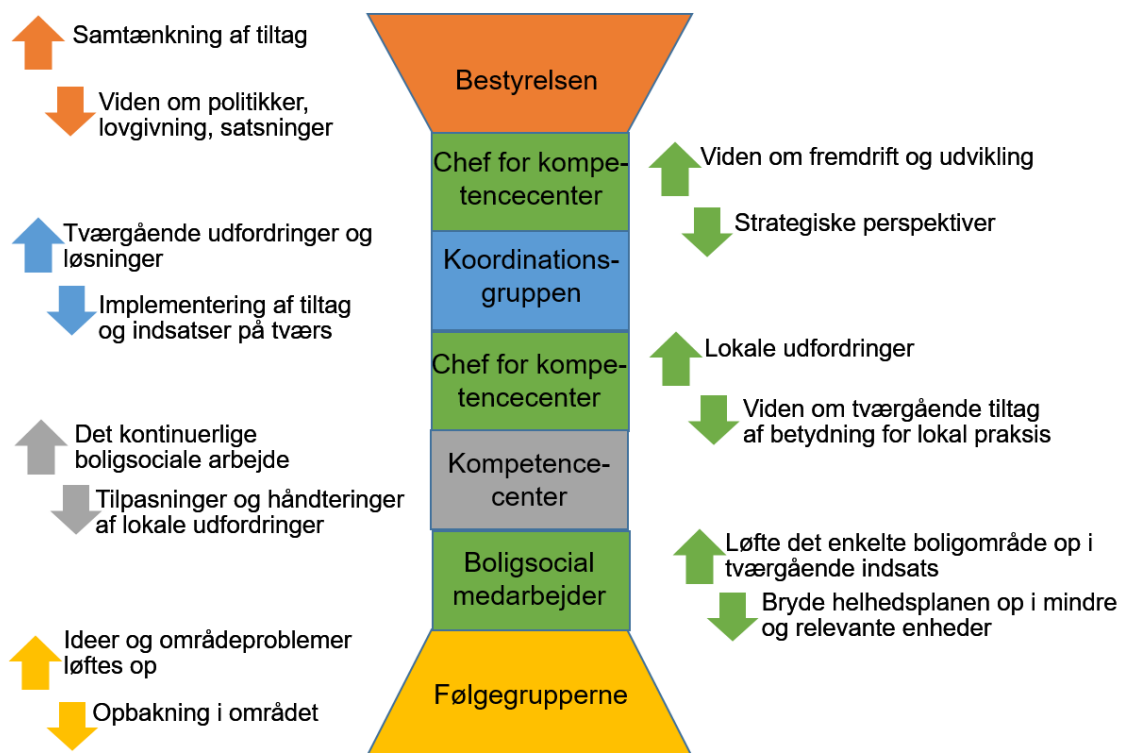 Samtænkning af tiltag
Viden om politikker,
lovgivning, satsninger
Bestyrelsen
Chef for kompe-
tencecenter
Viden om fremdrift og udvikling
Strategiske perspektiver
Tværgående udfordringer og
løsninger
Implementering af tiltag
og indsatser på tværs
Koordinations-
gruppen
Chef for kompe-
tencecenter
Lokale udfordringer
Viden om tværgående tiltag
af betydning for lokal praksis
Det kontinuerlige
boligsociale arbejde
Tilpasninger og håndteringer
af lokale udfordringer
Kompetence-
center
Boligsocial
medarbejder
Løfte det enkelte boligområde op i
tværgående indsats
Bryde helhedsplanen op i mindre
og relevante enheder
Ideer og områdeproblemer
løftes op
Opbakning i området
Følgegrupperne